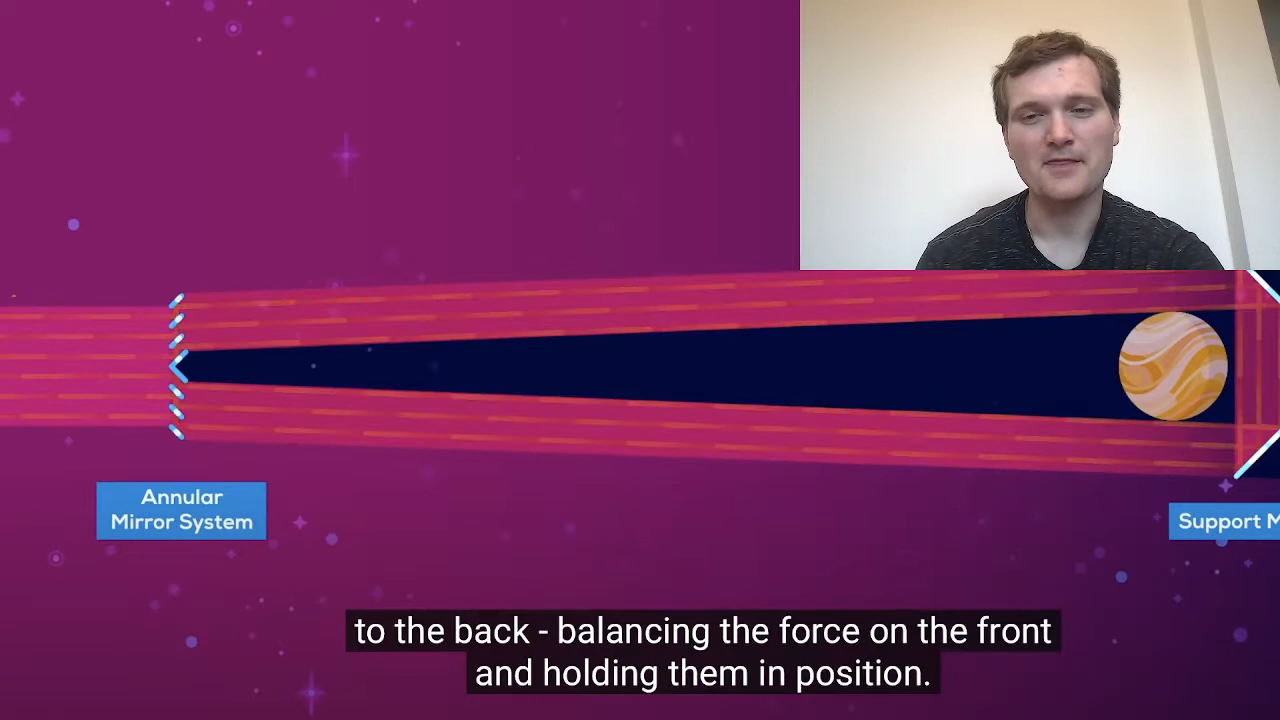 Annular
Mirror System
Support M
to the back - balancing the force on the front
and holding them in position.